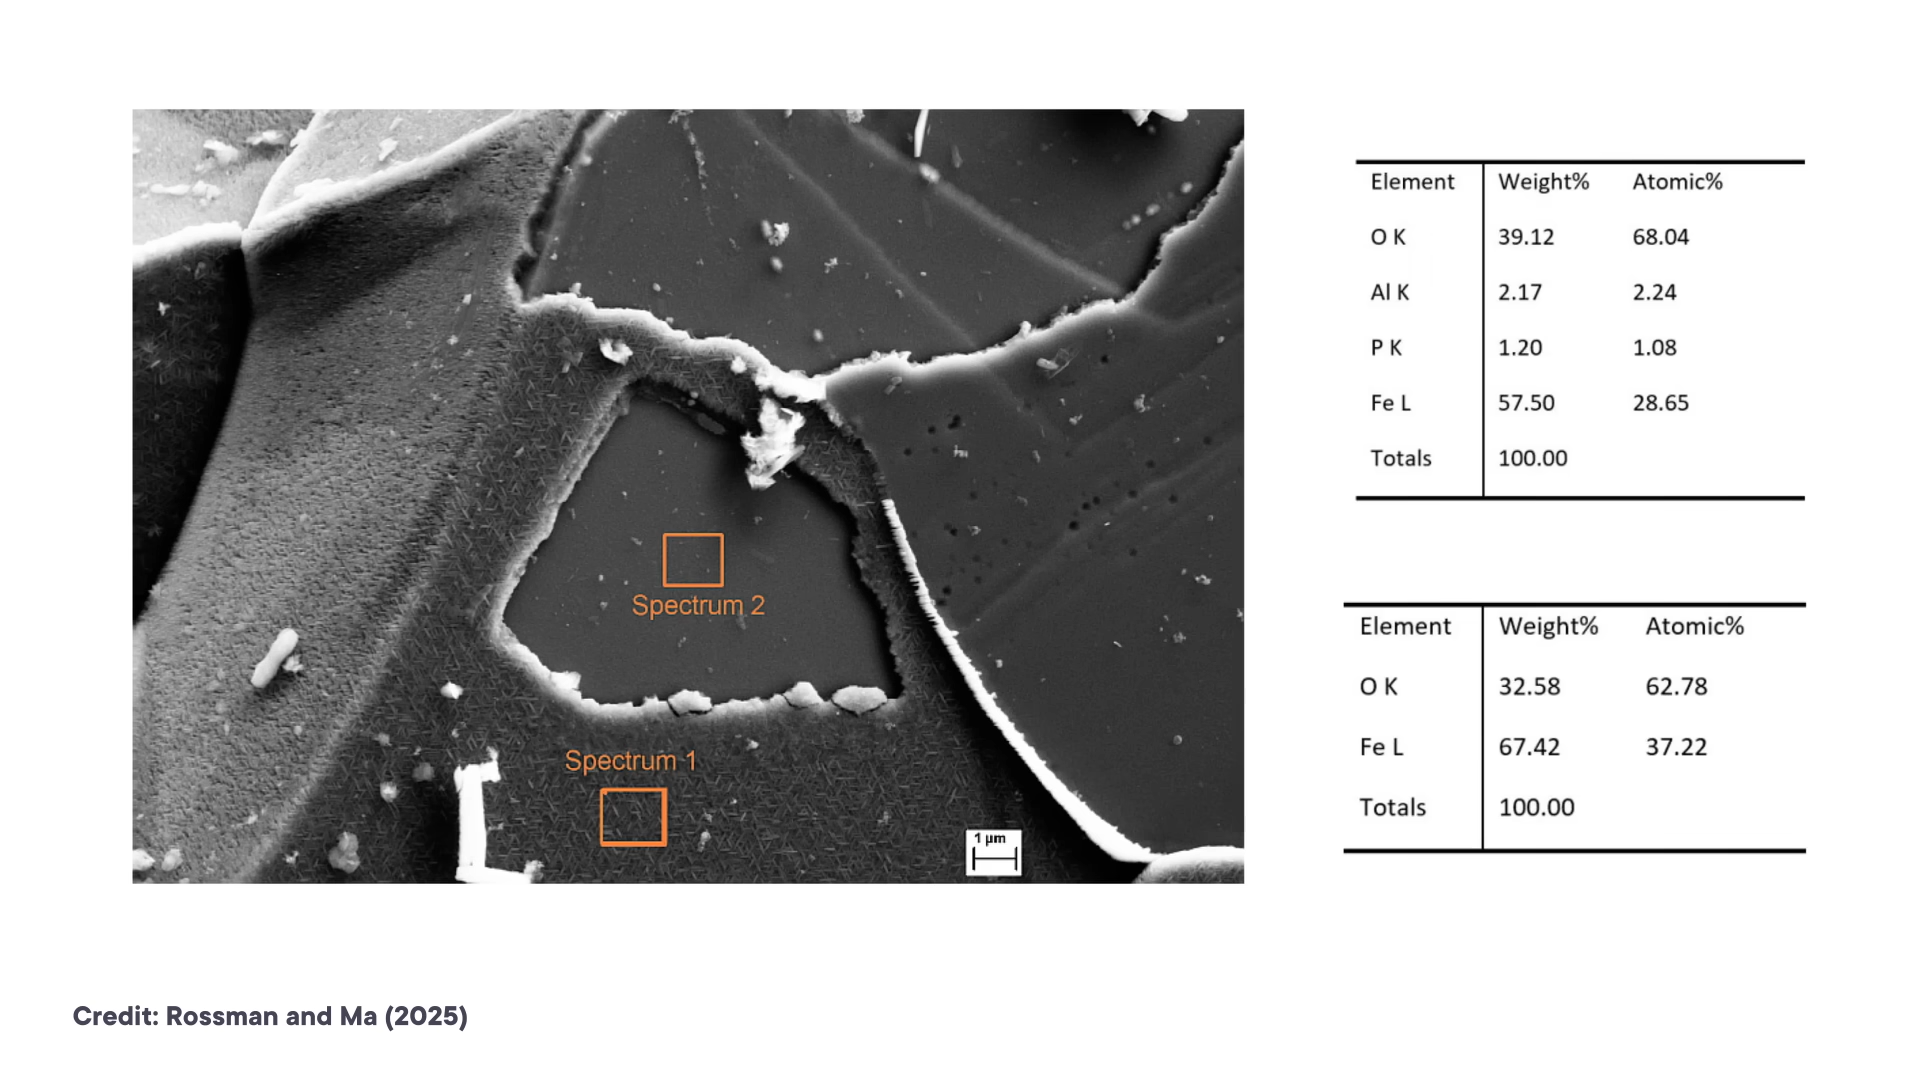 Spectrum 2
Spectrum 1
1 µm
Element Weight% Atomic%
O K 39.12 68.04
Al K 2.17 2.24
P K 1.20 1.08
Fe L 57.50 28.65
Totals 100.00
Element Weight% Atomic%
O K 32.58 62.78
Fe L 67.42 37.22
Totals 100.00
Credit: Rossman and Ma (2025)